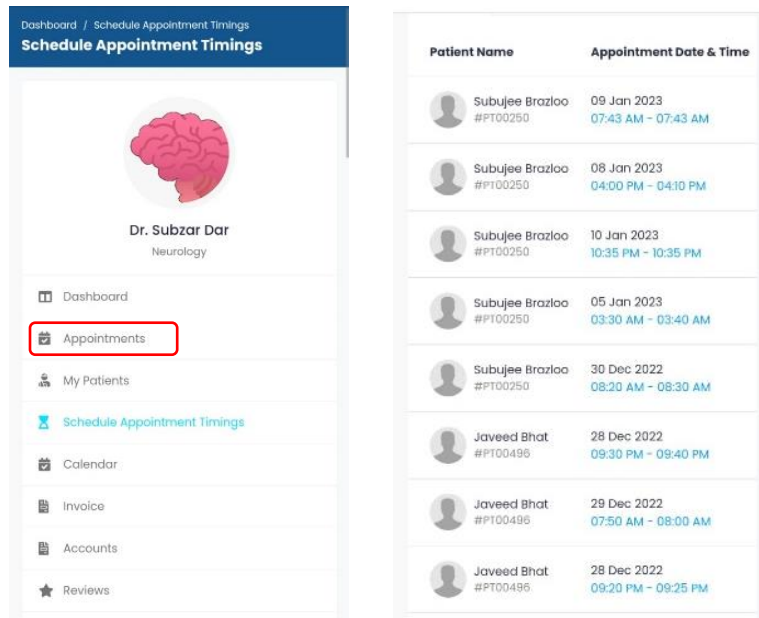 Dashboard / Schedule Appointment Timings
Schedule Appointment Timings
Dr. Subzar Dar
Neurology
Dashboard
Appointments
My Patients
Schedule Appointment Timings
Calendar
Invoice
Accounts
Reviews
Patient Name Appointment Date & Time
Subujee Brazloo 09 Jan 2023
#PT00250 07:43 AM - 07:43 AM
Subujee Brazloo 08 Jan 2023
#PT00250 04:00 PM - 04:10 PM
Subujee Brazloo 10 Jan 2023
#PT00250 10:35 PM - 10:35 PM
Subujee Brazloo 05 Jan 2023
#PT00250 03:30 AM - 03:40 AM
Subujee Brazloo 30 Dec 2022
#PT00250 08:20 AM - 08:30 AM
Javeed Bhat 28 Dec 2022
#PT00496 09:30 PM - 09:40 PM
Javeed Bhat 29 Dec 2022
#PT00496 07:50 AM - 08:00 AM
Javeed Bhat 28 Dec 2022
#PT00496 09:20 PM - 09:25 PM